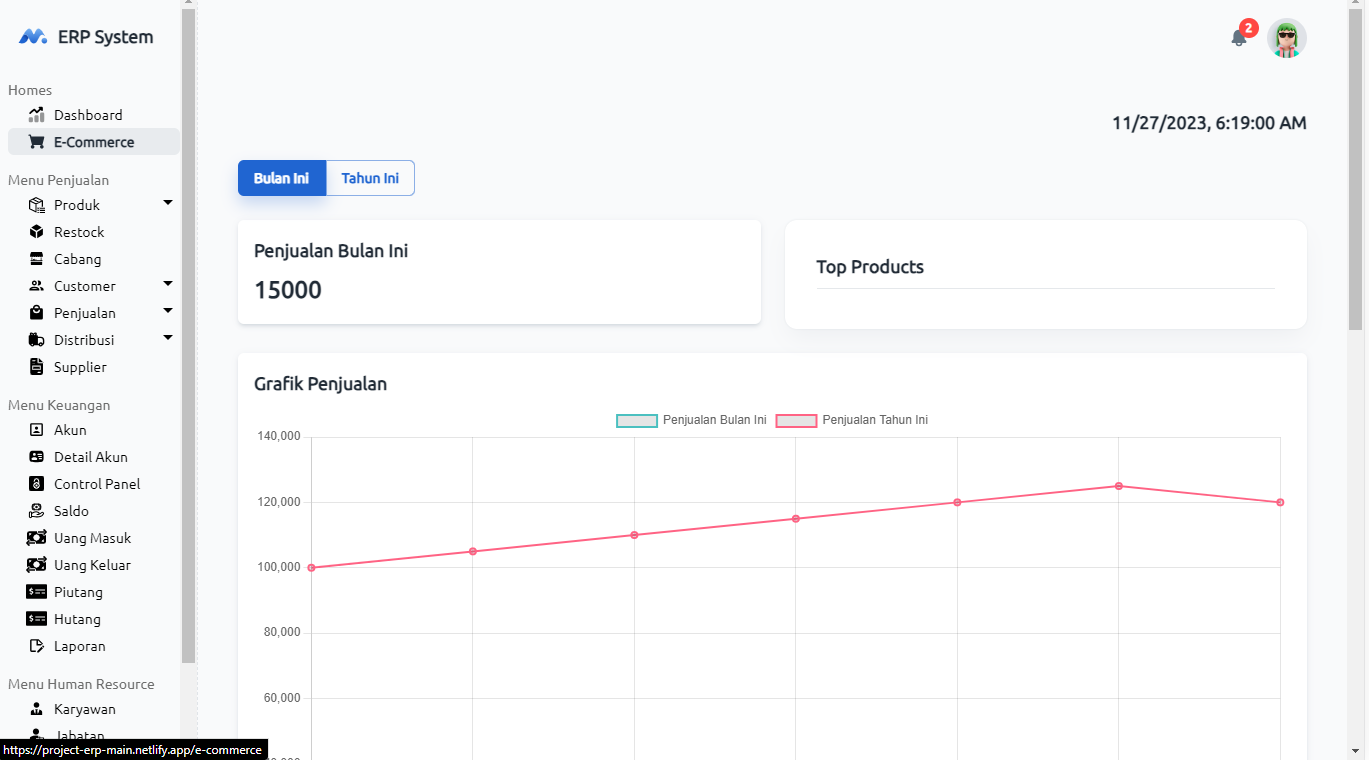 ERP System
Homes
Dashboard
E-Commerce
Menu Penjualan
Produk
Restock
Cabang
Customer
Penjualan
Distribusi
Supplier
Menu Keuangan
Akun
Detail Akun
Control Panel
Saldo
Uang Masuk
Uang Keluar
Piutang
Hutang
Laporan
Menu Human Resource
Karyawan
Jabatan
https://project-erp-main.netlify.app/e-commerce
2
11/27/2023, 6:19:00 AM
Bulan Ini Tahun Ini
Penjualan Bulan Ini
15000
Top Products
Grafik Penjualan
Penjualan Bulan Ini Penjualan Tahun Ini
140,000
120,000
100,000
80,000
60,000